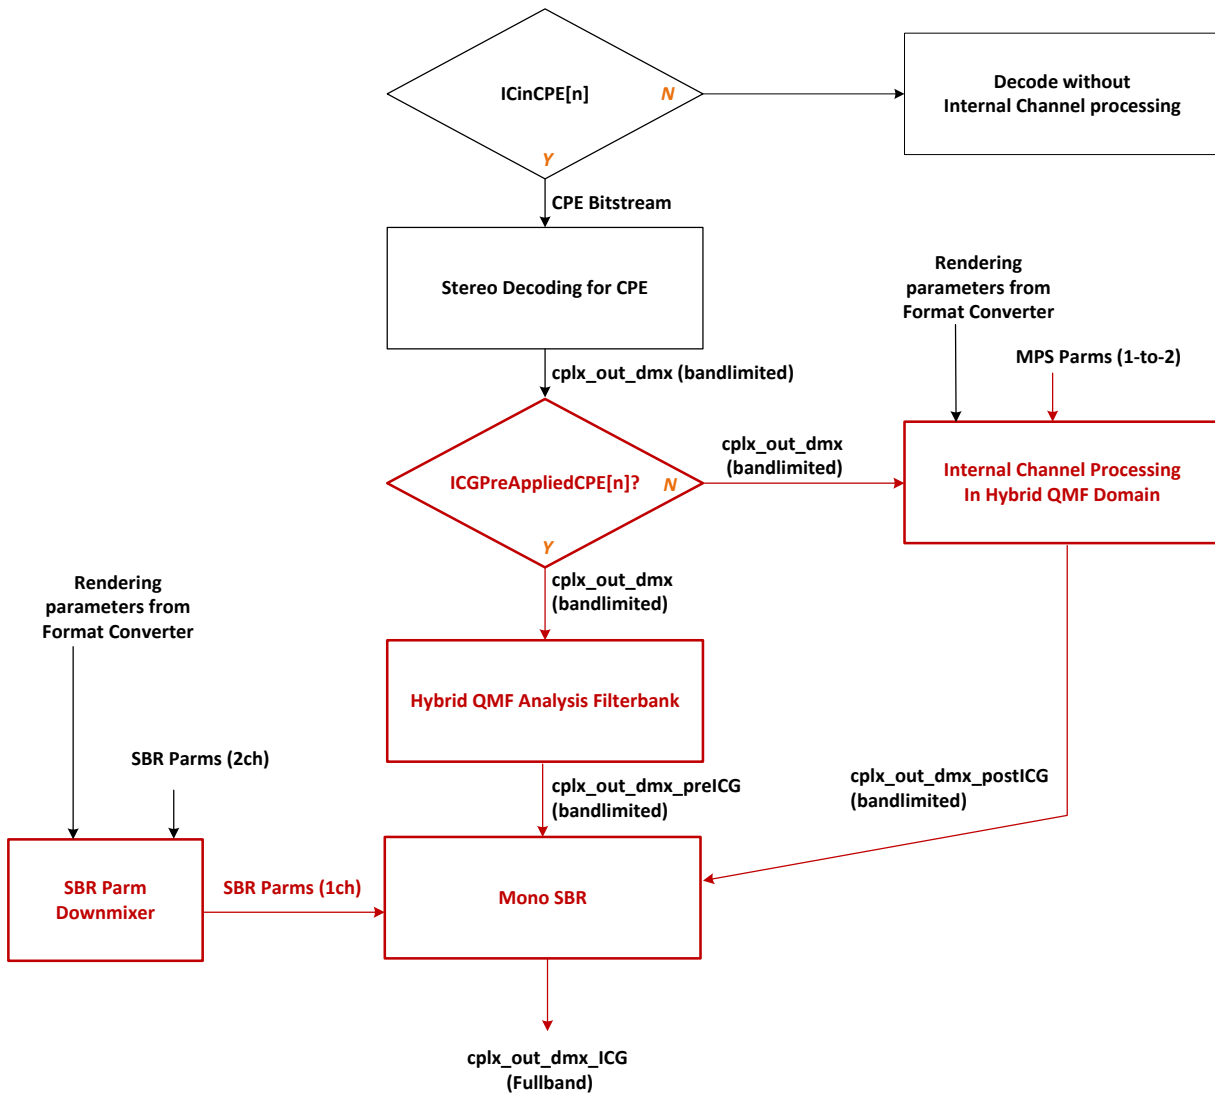 ICinCPE[n]
N
Y
Decode without
Internal Channel processing
CPE Bitstream
Stereo Decoding for CPE
Rendering
parameters from
Format Converter
MPS Parms (1-to-2)
cplx_out_dmx (bandlimited)
ICGPreAppliedCPE[n]?
N
Y
cplx_out_dmx
(bandlimited)
Internal Channel Processing
In Hybrid QMF Domain
cplx_out_dmx
(bandlimited)
Rendering
parameters from
Format Converter
Hybrid QMF Analysis Filterbank
SBR Parms (2ch)
cplx_out_dmx_preICG
(bandlimited)
cplx_out_dmx_postICG
(bandlimited)
SBR Parm
Downmixer
SBR Parms (1ch)
Mono SBR
cplx_out_dmx_ICG
(Fullband)